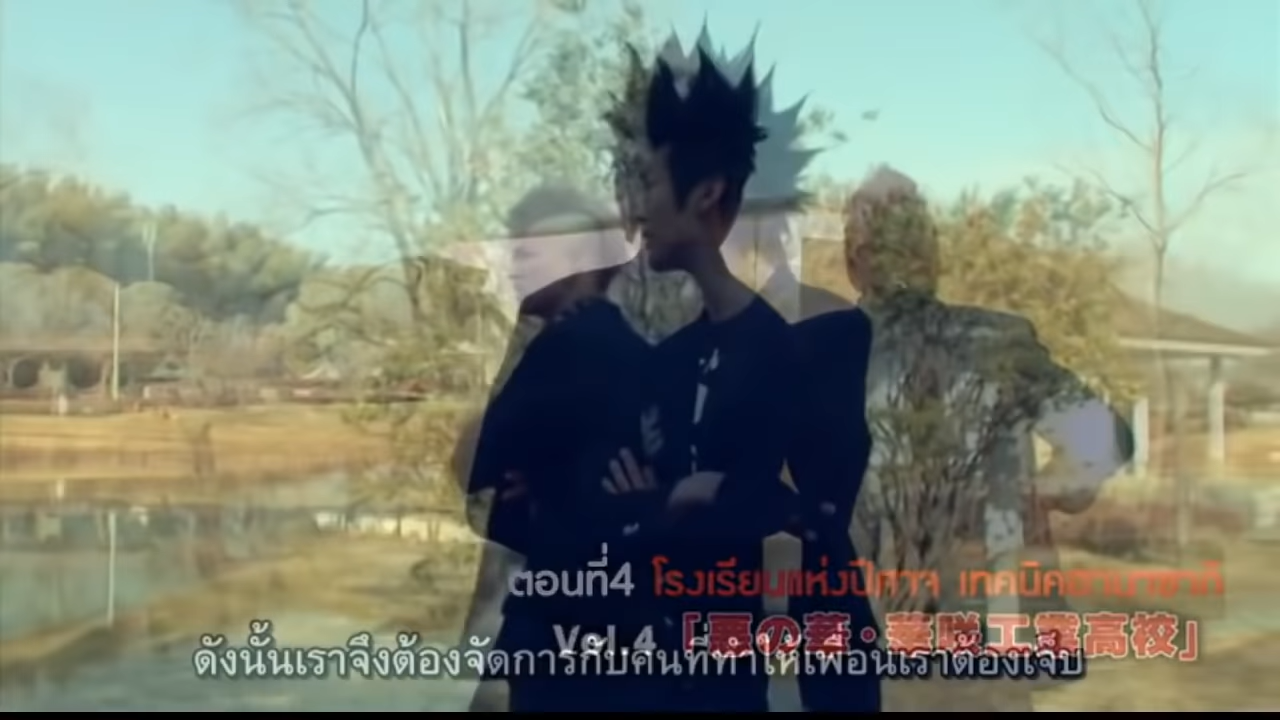 ตอนที่4 โรงเรียนแห่งปีศาจ เทคนิคฮานาซากิ
Vol.4 「悪の華・華咲工業高校」
ดังนั้นเราจึงต้องจัดการกับคนที่ทำให้เพื่อนเราต้องเจ็บ